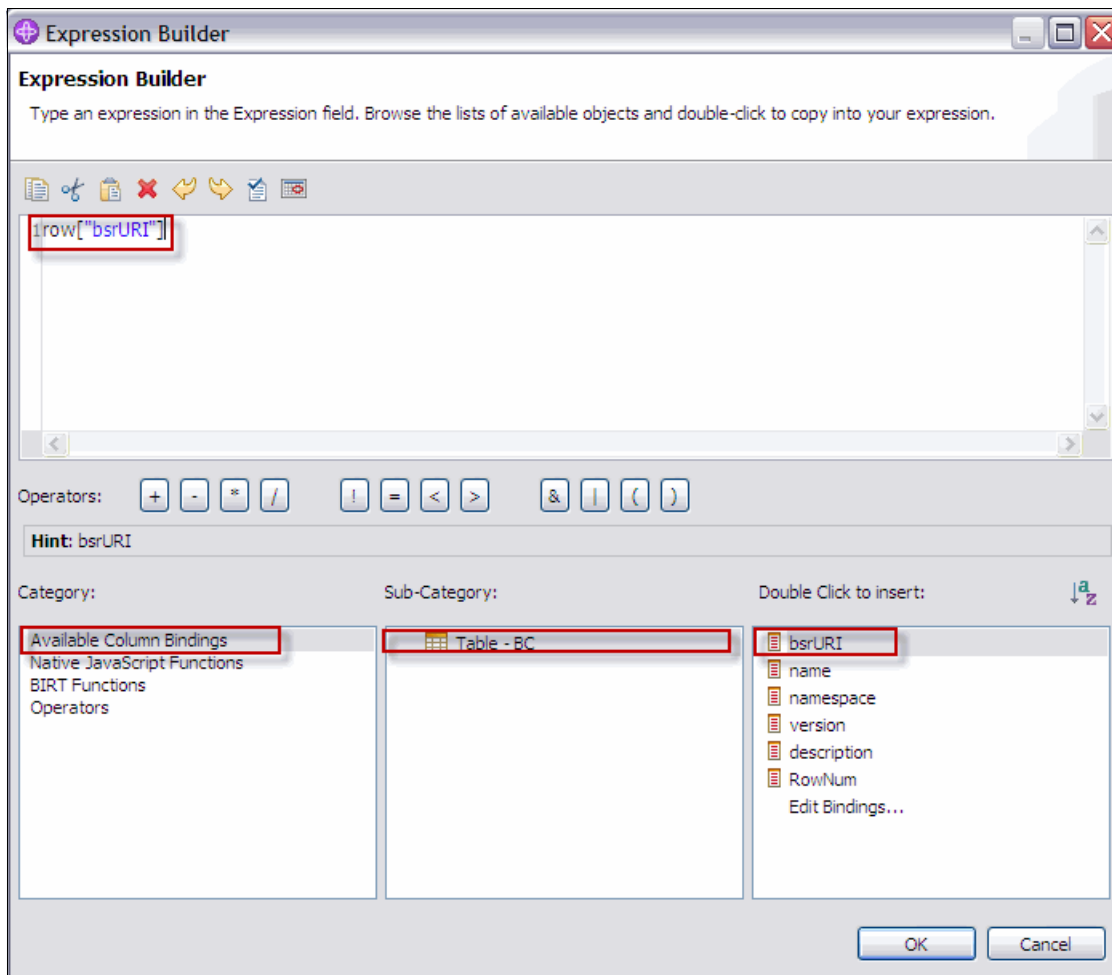 Expression Builder
Expression Builder
Type an expression in the Expression field. Browse the lists of available objects and double-click to copy into your expression.
1row["bsrURI"]
Operators: + - * / ! = < > & | ( )
Hint: bsrURI
Category:
Available Column Bindings
Native JavaScript Functions
BIRT Functions
Operators
Sub-Category:
Table - BC
Double Click to insert:
a
z
bsrURI
name
namespace
version
description
RowNum
Edit Bindings...
OK Cancel